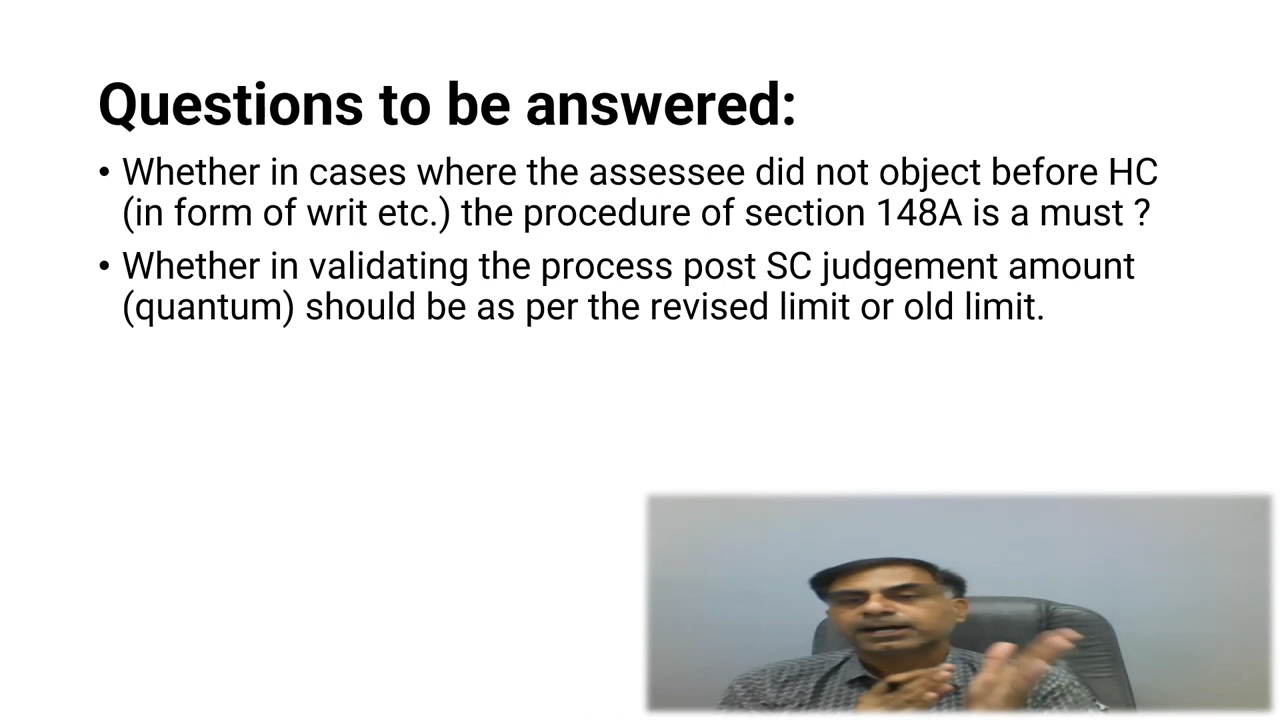 Questions to be answered:
• Whether in cases where the assessee did not object before HC
(in form of writ etc.) the procedure of section 148A is a must ?
• Whether in validating the process post SC judgement amount
(quantum) should be as per the revised limit or old limit.